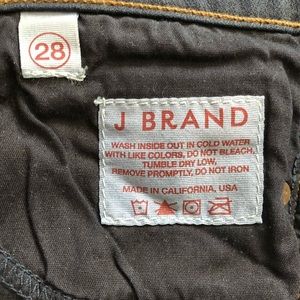 28
J BRAND
WASH INSIDE OUT IN COLD WATER
WITH LIKE COLORS, DO NOT BLEACH,
TUMBLE DRY LOW,
REMOVE PROMPTLY, DO NOT IRON
MADE IN CALIFORNIA, USA